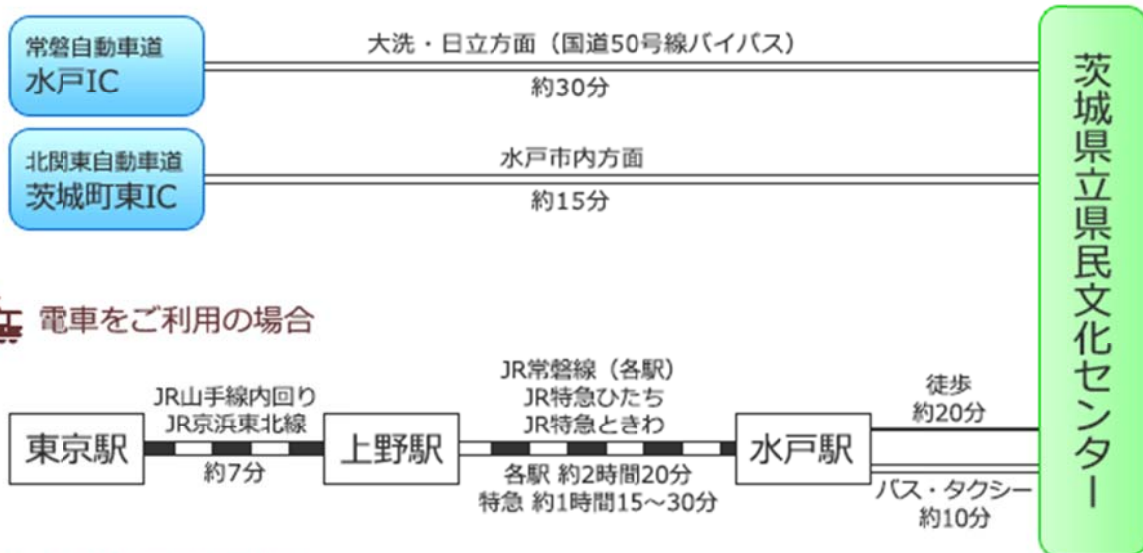 常磐自動車道
水戸IC
大洗・日立方面（国道50号線バイパス）
約30分
北関東自動車道
茨城町東IC
水戸市内方面
約15分
茨城県立県民文化センター
電車をご利用の場合
東京駅
JR山手線内回り
JR京浜東北線
約7分
上野駅
JR常磐線（各駅）
JR特急ひたち
JR特急ときわ
各駅 約2時間20分
特急 約1時間15～30分
水戸駅
徒歩
約20分
バス・タクシー
約10分